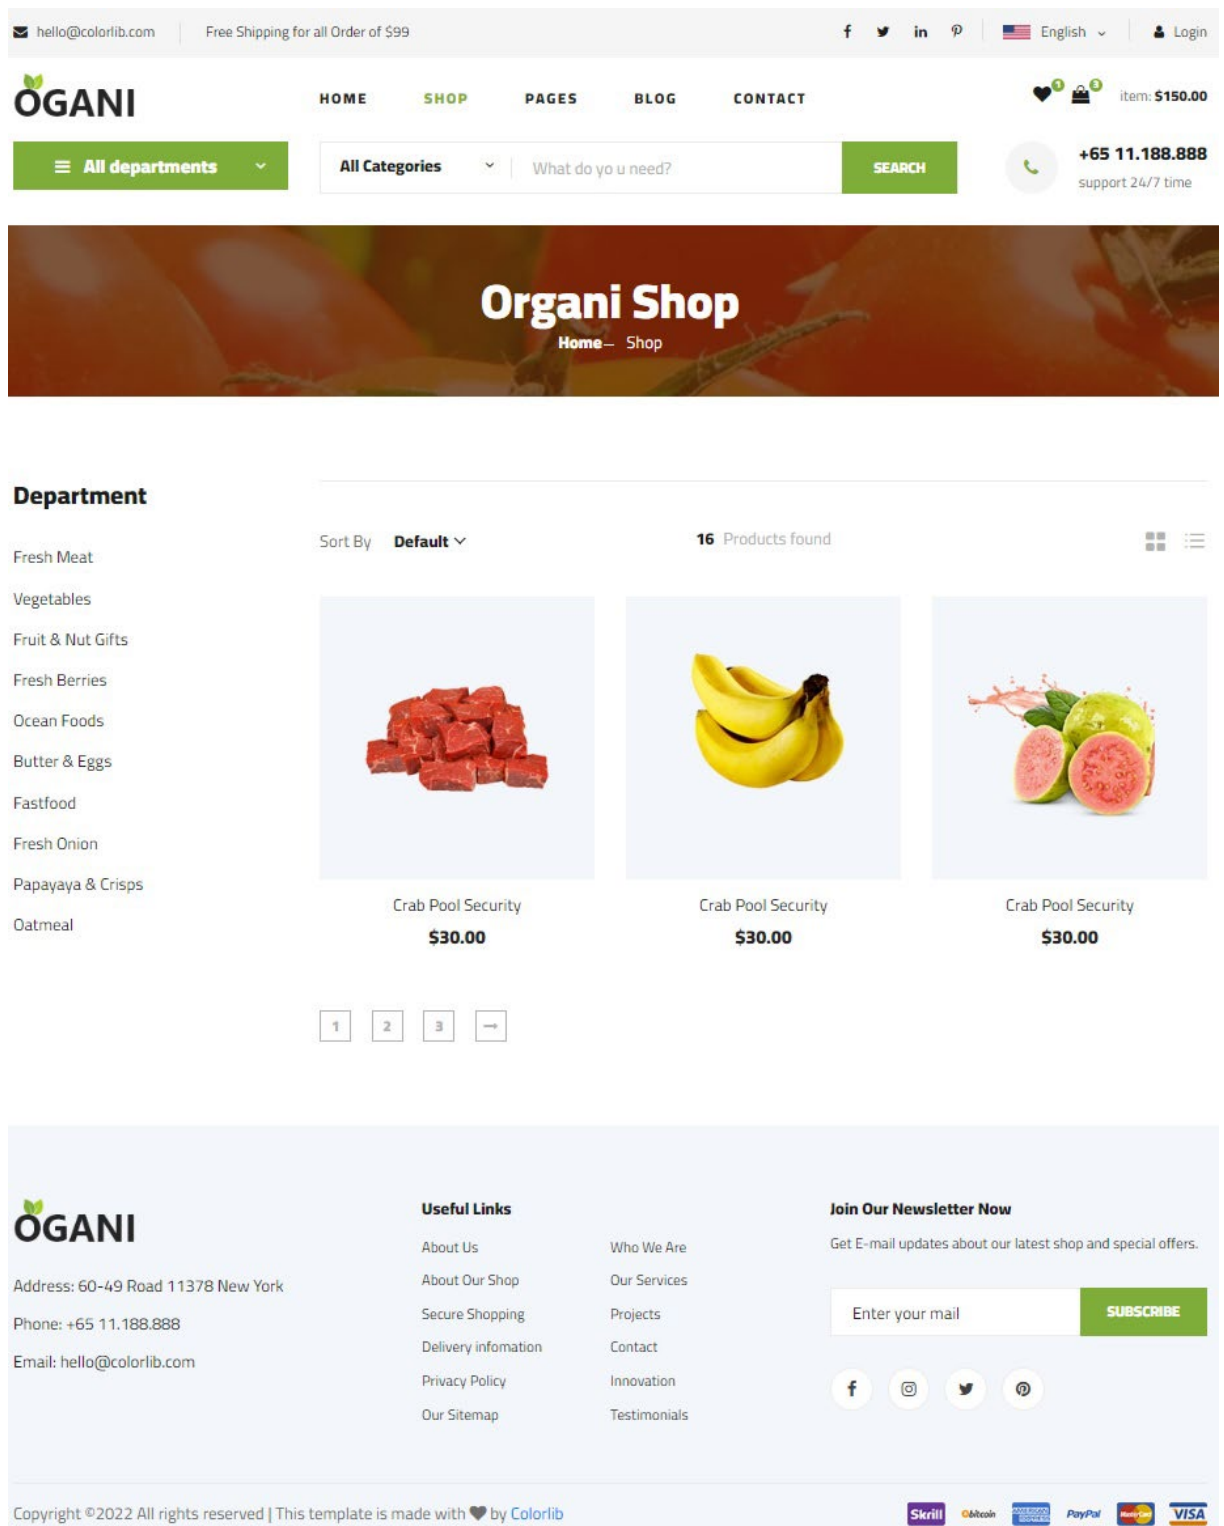 hello@colorlib.com Free Shipping for all Order of $99 English Login
OGANI HOME SHOP PAGES BLOG CONTACT 1 3 item: $150.00
All departments All Categories What do yo u need? SEARCH +65 11.188.888
support 24/7 time
Organi Shop
Home Shop
Department
Fresh Meat
Vegetables
Fruit & Nut Gifts
Fresh Berries
Ocean Foods
Butter & Eggs
Fastfood
Fresh Onion
Papayaya & Crisps
Oatmeal
Sort By Default 16 Products found
Crab Pool Security Crab Pool Security Crab Pool Security
$30.00 $30.00 $30.00
1 2 3
OGANI
Address: 60-49 Road 11378 New York
Phone: +65 11.188.888
Email: hello@colorlib.com
Useful Links
About Us
About Our Shop
Secure Shopping
Delivery infomation
Privacy Policy
Our Sitemap
Who We Are
Our Services
Projects
Contact
Innovation
Testimonials
Join Our Newsletter Now
Get E-mail updates about our latest shop and special offers.
Enter your mail SUBSCRIBE
Copyright ©2022 All rights reserved | This template is made with by Colorlib Skrill bitcoin PayPal MasterCard VISA